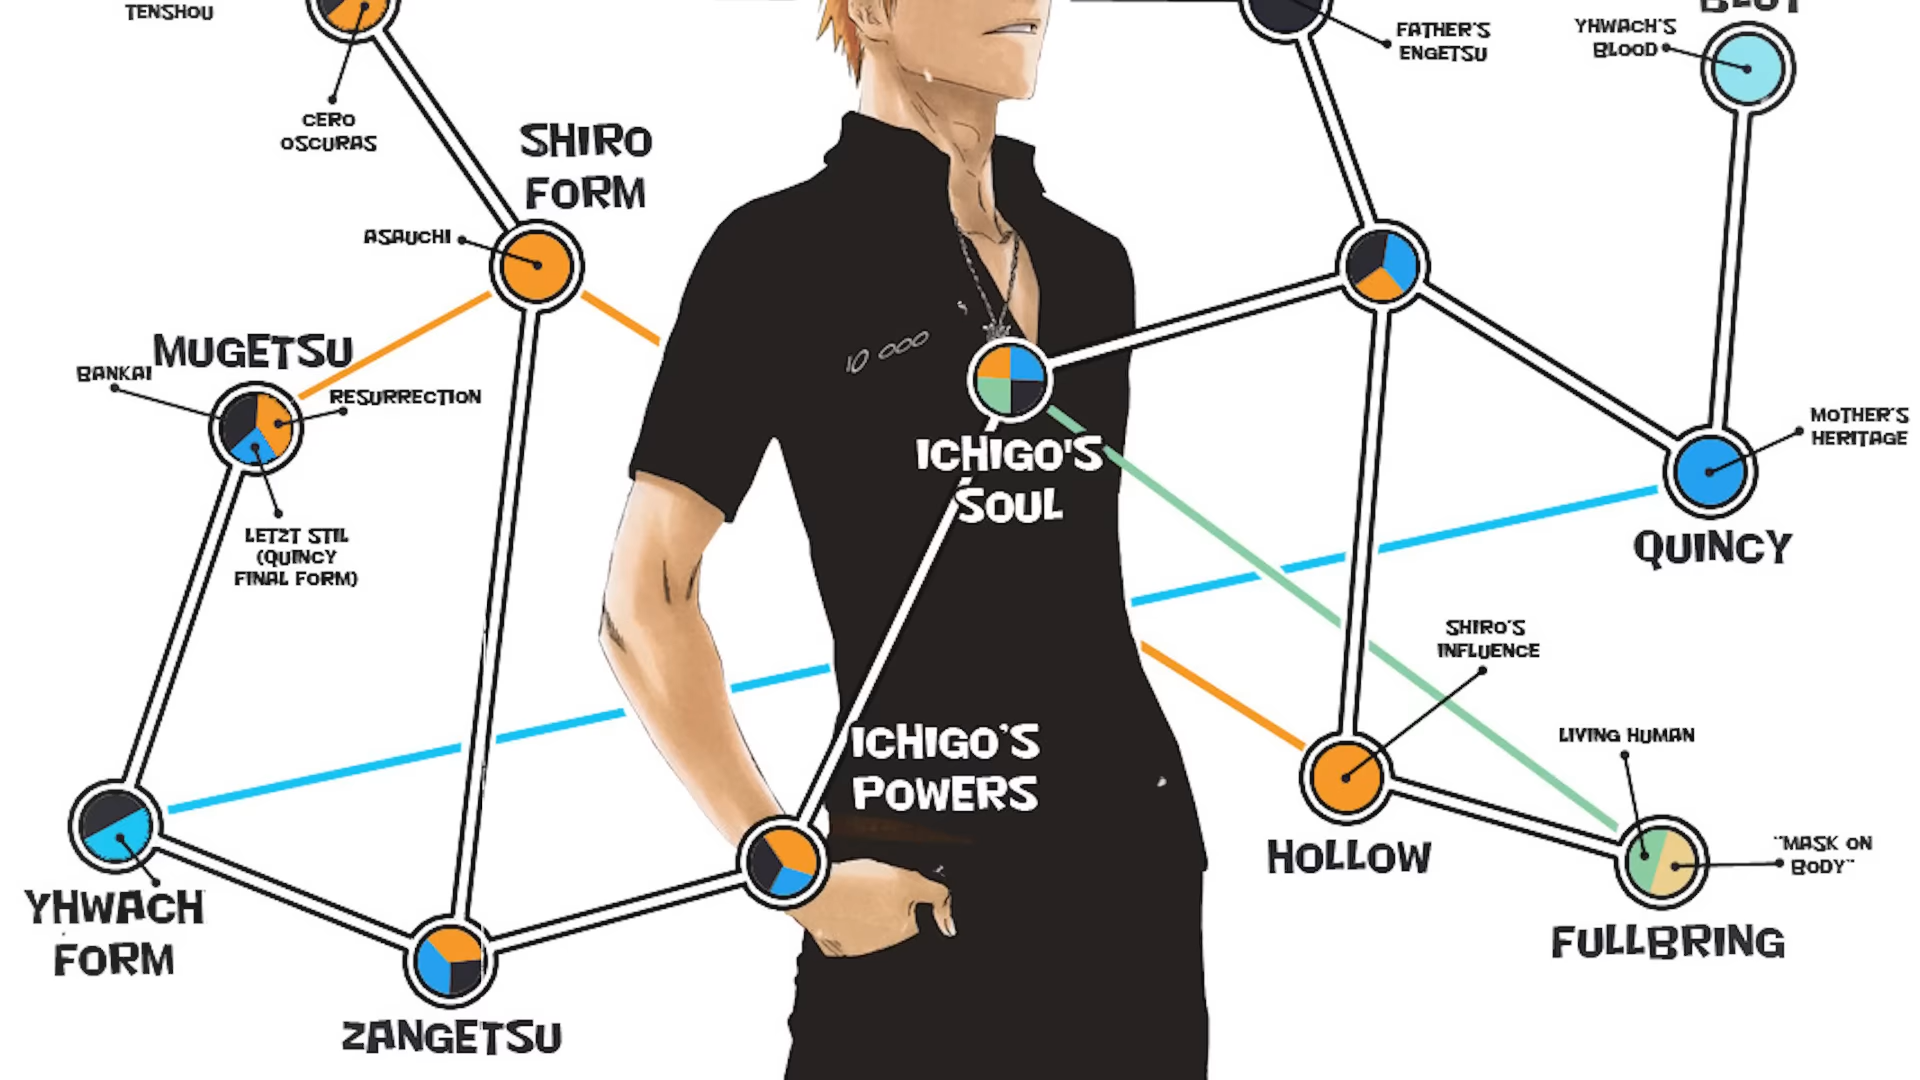 TENSHOU
FATHER'S
ENGETSU
YHWACH'S
BLOOD
BLUT
CERO
OSCURAS
SHIRO
FORM
ASAUCHI
MUGETSU
BANKAI
RESURRECTION
10 000
LETZT STIL
(QUINCY
FINAL FORM)
ICHIGO'S
SOUL
MOTHER'S
HERITAGE
QUINCY
SHIRO'S
INFLUENCE
ICHIGO'S
POWERS
LIVING HUMAN
HOLLOW
"MASK ON
BODY"
FULLBRING
YHWACH
FORM
ZANGETSU